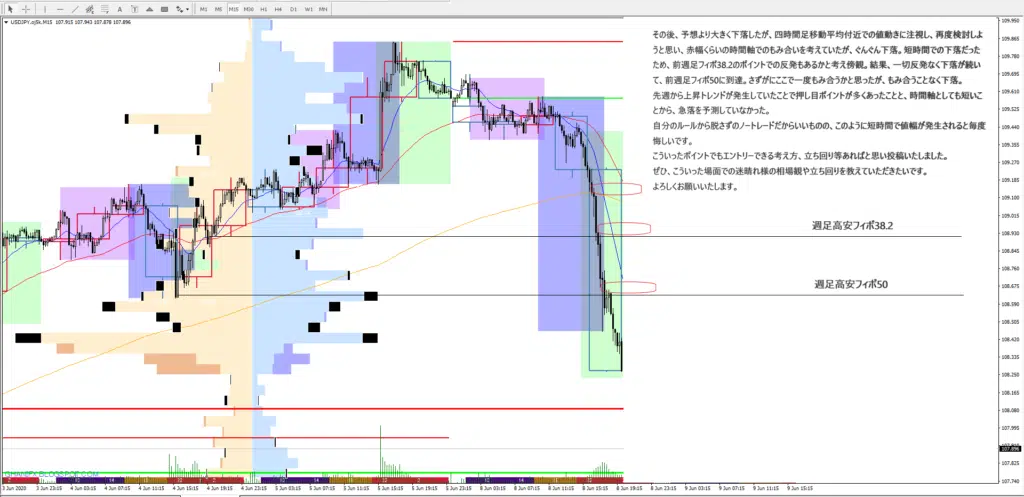 M1 M5 M15 M30 H1 H4 D1 W1 MN
USDJPY.oj5k,M15 107.915 107.943 107.878 107.896
その後、予想より大きく下落したが、四時間足移動平均付近での値動きに注視し、再度検討しよ
うと思い、赤幅くらいの時間軸でのもみ合いを考えていたが、ぐんぐん下落。短時間での下落だった
ため、前週足フィボ38.2のポイントでの反発もあるかと考え傍観。結果、一切反発なく下落が続い
て、前週足フィボ50に到達。さすがにここで一度もみ合うかと思ったが、もみ合うことなく下落。
先週から上昇トレンドが発生していたことで押し目ポイントが多くあったことと、時間軸としても短いこ
とから、急落を予測していなかった。
自分のルールから脱さずのノートレードだからいいものの、このように短時間で値幅が発生されると毎度
悔しいです。
こういったポイントでもエントリーできる考え方、立ち回り等あればと思い投稿いたしました。
ぜひ、こういった場面での迷晴れ様の相場観や立ち回りを教えていただきたいです。
よろしくお願いいたします。
週足高安フィボ38.2
週足高安フィボ50
109.950
109.865
109.780
109.695
109.610
109.525
109.440
109.355
109.270
109.185
109.100
109.015
108.930
108.845
108.760
108.675
108.590
108.505
108.420
108.335
108.250
108.165
108.080
107.995
107.896
107.825
107.740
3 Jun 2020 3 Jun 23:15 4 Jun 03:15 4 Jun 07:15 4 Jun 11:15 4 Jun 15:15 4 Jun 19:15 4 Jun 23:15 5 Jun 03:15 5 Jun 07:15 5 Jun 11:15 5 Jun 15:15 5 Jun 19:15 5 Jun 23:15 8 Jun 03:15 8 Jun 07:15 8 Jun 11:15 8 Jun 15:15 8 Jun 19:15 8 Jun 23:15 9 Jun 03:15 9 Jun 07:15 9 Jun 11:15 9 Jun 15:15